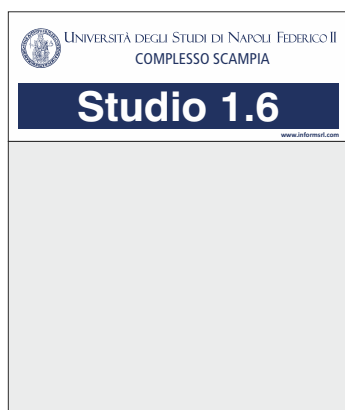 Università degli Studi di Napoli Federico II
COMPLESSO SCAMPIA
Studio 1.6
www.informsrl.com